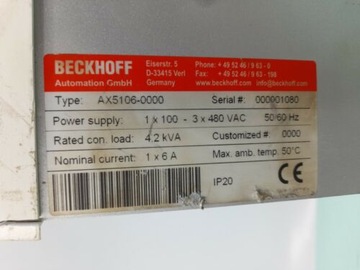 BECKHOFF
Automation GmbH
Eiserstr. 5
D-33415 Verl
Phone: + 49 52 46 / 9 63 - 0
Fax: + 49 52 46 / 9 63 - 198
www.beckhoff.com info@beckhoff.com
Type: AX5106-0000 Serial #: 000001080
Power supply: 1 x 100 - 3 x 480 VAC 50/60 Hz
Rated con. load: 4.2 kVA Customized #: 0000
Nominal current: 1 x 6 A Max. amb. temp. 50°C
IP20 CE